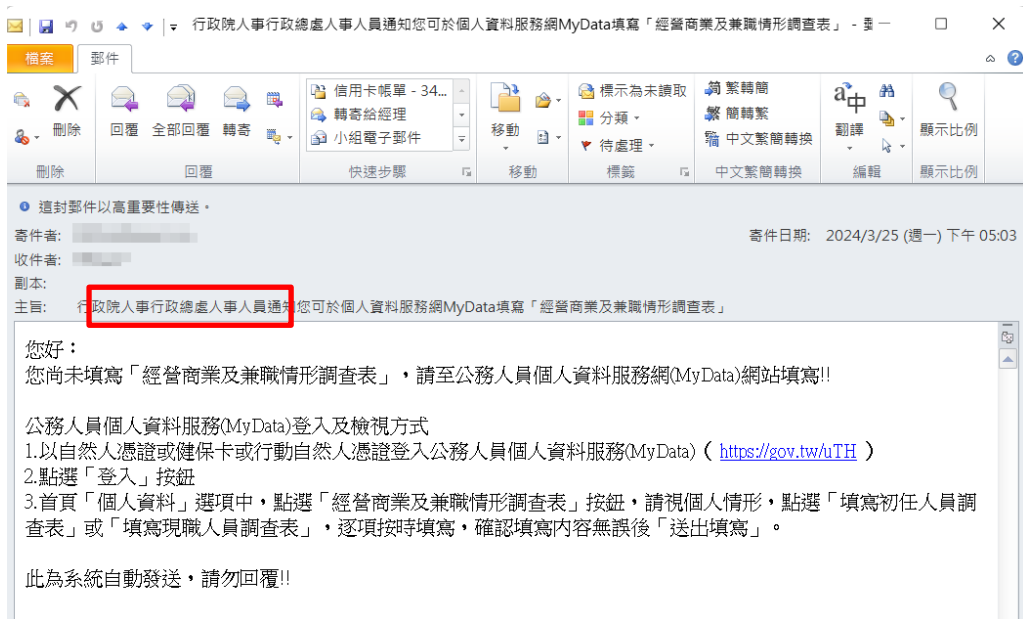 行政院人事行政總處人事人員通知您可於個人資料服務網MyData填寫「經營商業及兼職情形調查表」 -
檔案 郵件
刪除 回覆 全部回覆 轉寄
信用卡帳單 - 34...
轉寄給經理
小組電子郵件
移動
標示為未讀取
分類
待處理
繁轉簡
簡轉繁
中文繁簡轉換
翻譯
顯示比例
刪除 回覆 快速步驟 移動 標籤 中文繁簡轉換 編輯 顯示比例
這封郵件以高重要性傳送。
寄件者: 寄件日期: 2024/3/25 (週一) 下午 05:03
收件者:
副本:
主旨: 行政院人事行政總處人事人員通知您可於個人資料服務網MyData填寫「經營商業及兼職情形調查表」
您好：
您尚未填寫「經營商業及兼職情形調查表」，請至公務人員個人資料服務網(MyData)網站填寫!!
公務人員個人資料服務(MyData)登入及檢視方式
1.以自然人憑證或健保卡或行動自然人憑證登入公務人員個人資料服務(MyData)（ https://gov.tw/uTH ）
2.點選「登入」按鈕
3.首頁「個人資料」選項中，點選「經營商業及兼職情形調查表」按鈕，請視個人情形，點選「填寫初任人員調
查表」或「填寫現職人員調查表」，逐項按時填寫，確認填寫內容無誤後「送出填寫」。
此為系統自動發送，請勿回覆!!